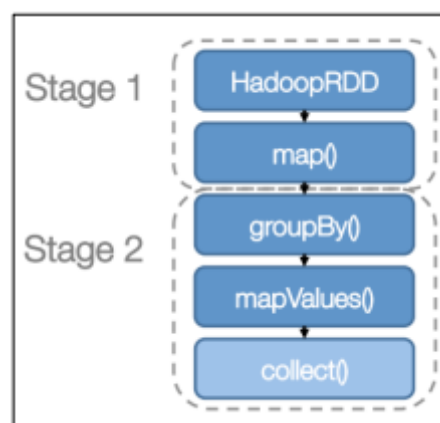 Stage 1
HadoopRDD
map()
Stage 2
groupBy()
mapValues()
collect()